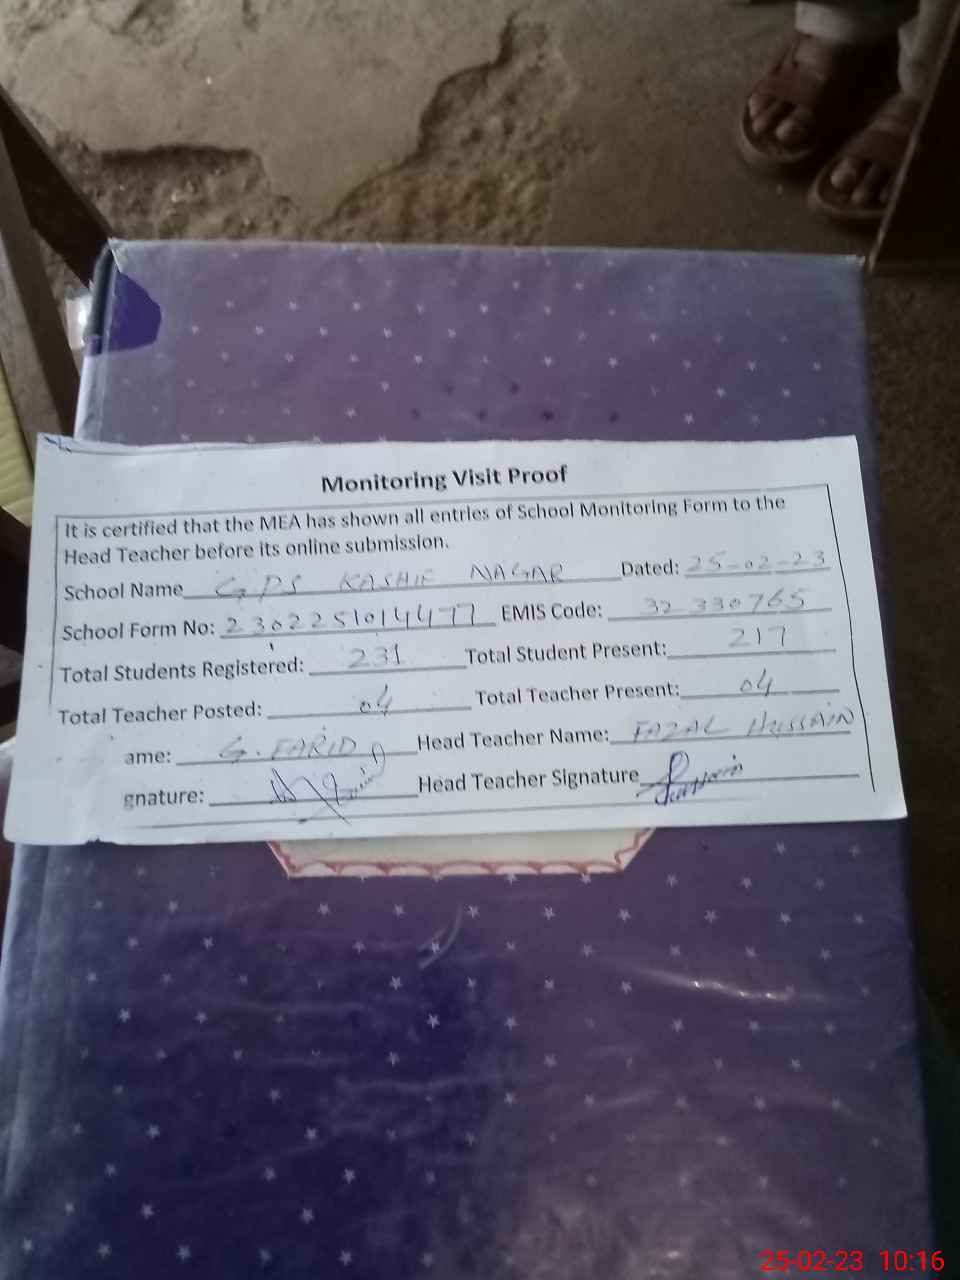 Monitoring Visit Proof
It is certified that the MEA has shown all entries of School Monitoring Form to the
Head Teacher before its online submission.
School Name GPS KASHIF NAGAR Dated: 25-02-23
School Form No: 2302251014477 EMIS Code: 32330765
Total Students Registered: 231 Total Student Present: 217
Total Teacher Posted: 04 Total Teacher Present: 04
ame: G. FARID Head Teacher Name: FAZAL HUSSAIN
gnature: Head Teacher Signature
25-02-23 10:16